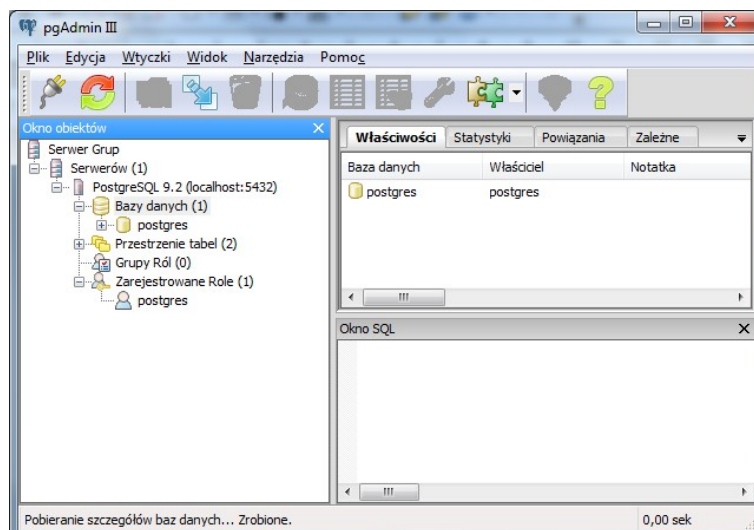 pgAdmin III
Plik Edycja Wtyczki Widok Narzędzia Pomoc
Okno obiektów
Serwer Grup
Serwerów (1)
PostgreSQL 9.2 (localhost:5432)
Bazy danych (1)
postgres
Przestrzenie tabel (2)
Grupy Ról (0)
Zarejestrowane Role (1)
postgres
Właściwości Statystyki Powiązania Zależne
Baza danych Właściciel Notatka
postgres postgres
Okno SQL
Pobieranie szczegółów baz danych... Zrobione. 0,00 sek